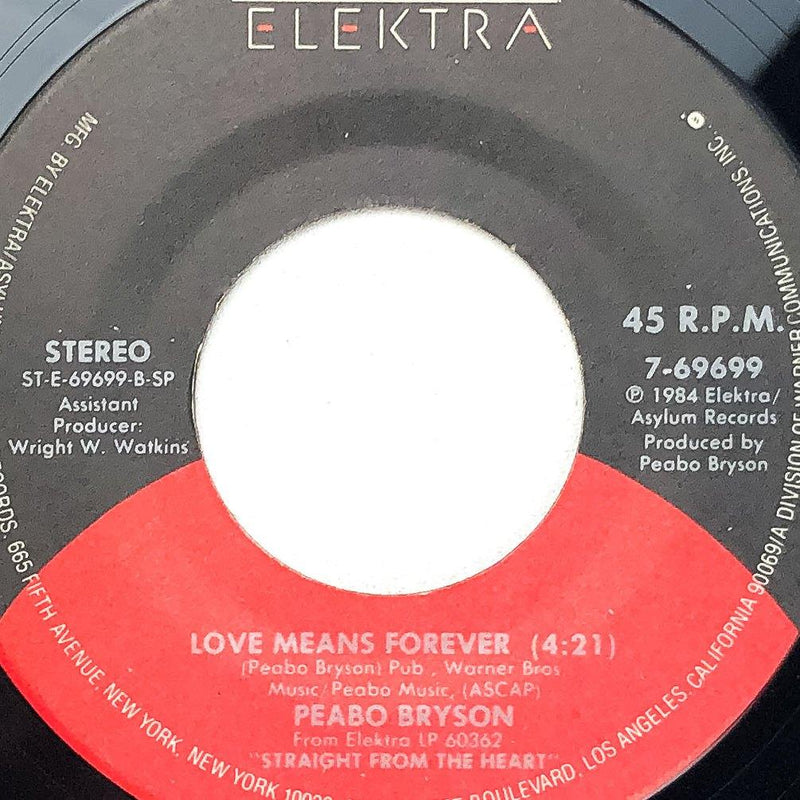 ELEKTRA
STEREO
ST-E-69699-B-SP
Assistant
Producer:
Wright W. Watkins
45 R.P.M.
7-69699
℗ 1984 Elektra/
Asylum Records
Produced by
Peabo Bryson
LOVE MEANS FOREVER (4:21)
(Peabo Bryson) Pub., Warner Bros
Music/Peabo Music, (ASCAP)
PEABO BRYSON
From Elektra LP 60362
"STRAIGHT FROM THE HEART"
MFG. BY ELEKTRA/ 665 FIFTH AVENUE, NEW YORK, NEW YORK BOULEVARD, LOS ANGELES, CALIFORNIA 90069/A DIVISION OF WARNER COMMUNICATIONS, INC.